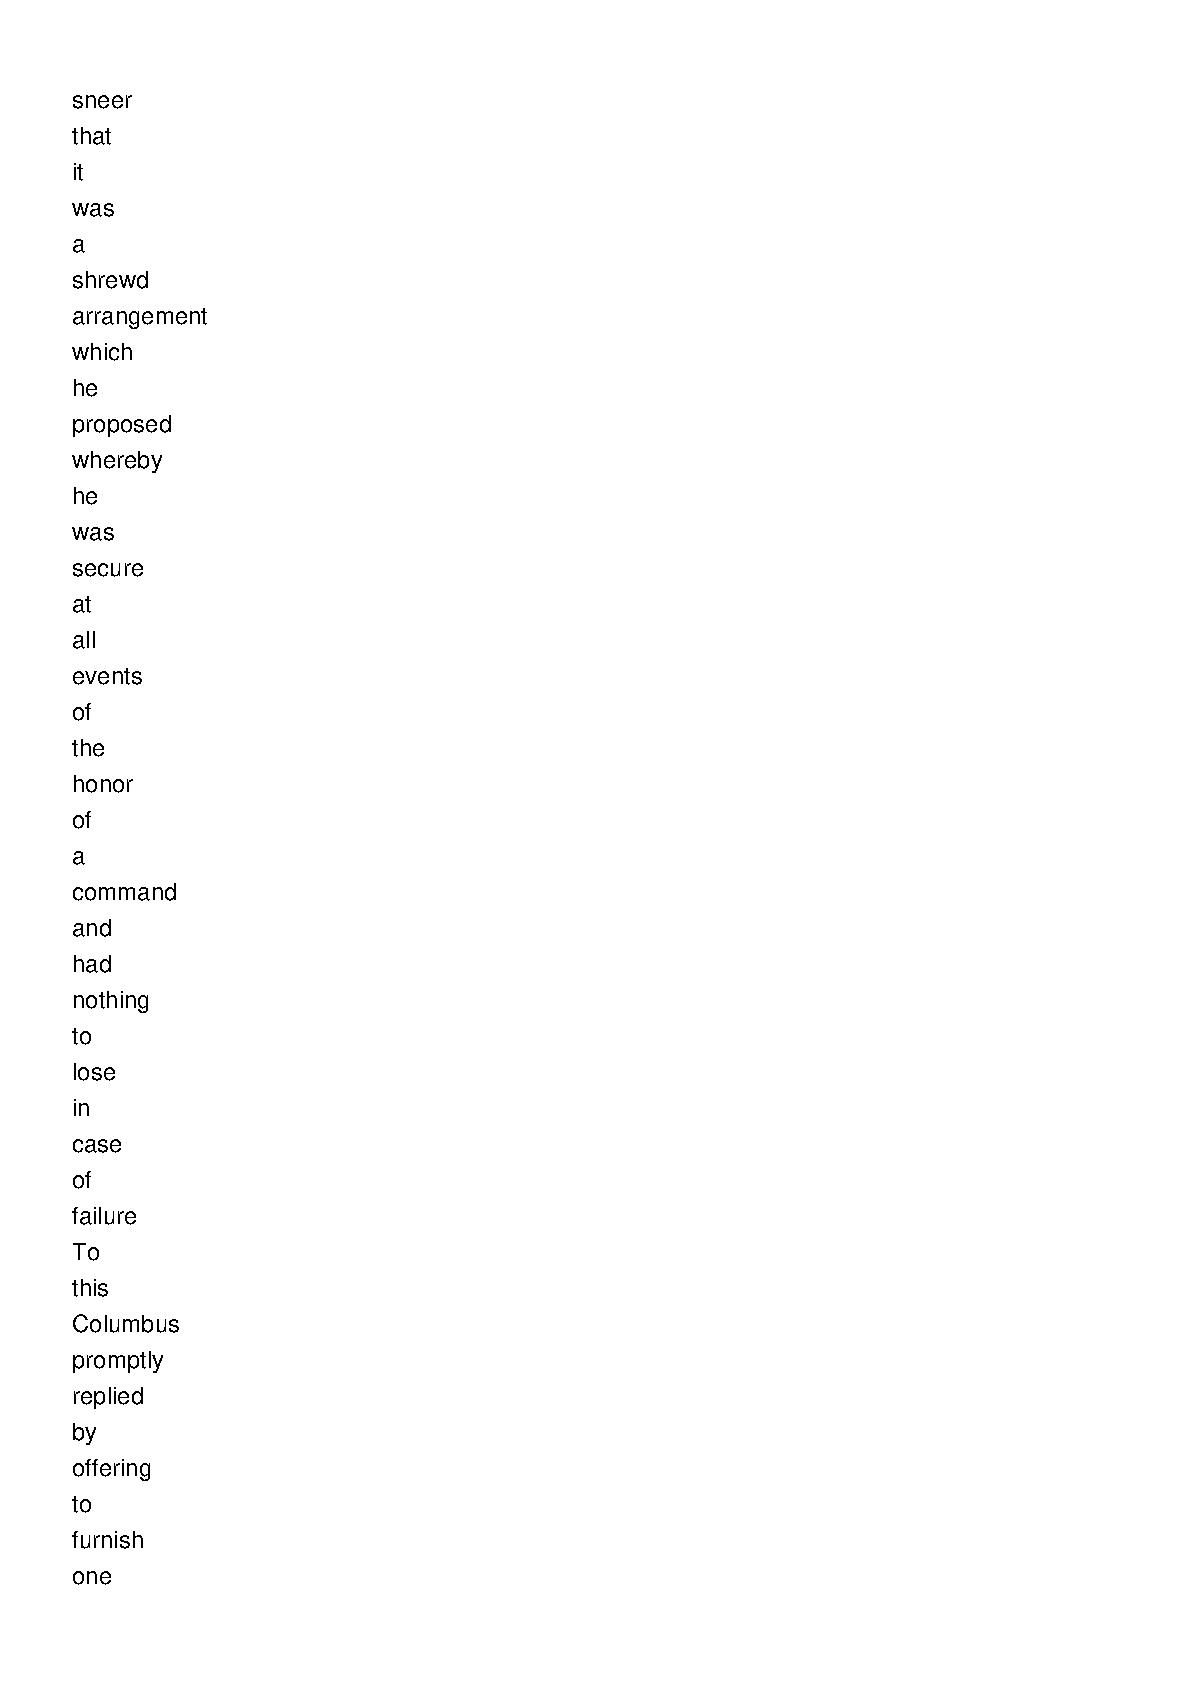 sneer
that
it
was
a
shrewd
arrangement
which
he
proposed
whereby
he
was
secure
at
all
events
of
the
honor
of
a
command
and
had
nothing
to
lose
in
case
of
failure
To
this
Columbus
promptly
replied
by
offering
to
furnish
one